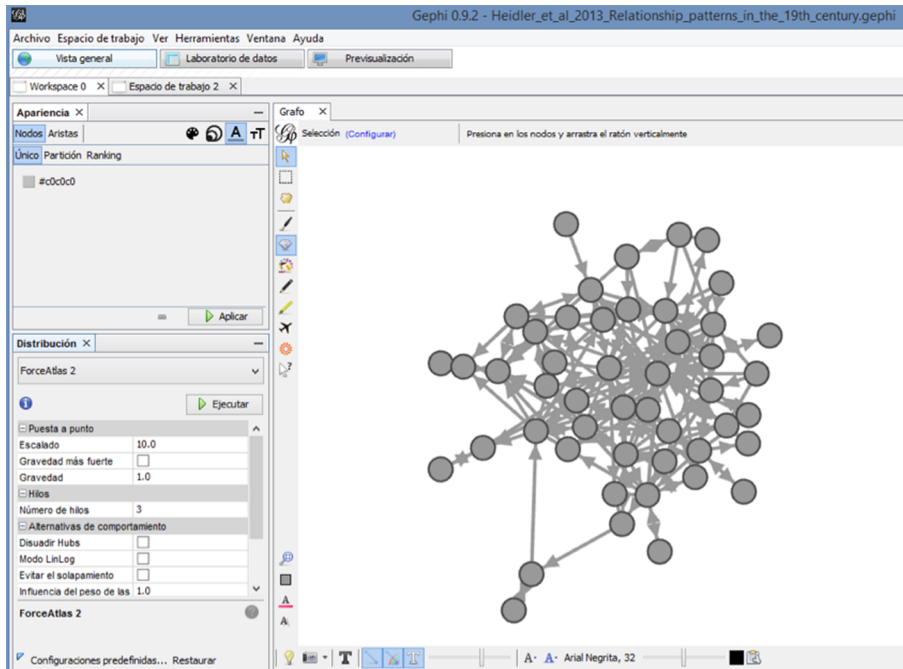 Gephi 0.9.2 - Heidler_et_al_2013_Relationship_patterns_in_the_19th_century.gephi
Archivo Espacio de trabajo Ver Herramientas Ventana Ayuda
Vista general Laboratorio de datos Previsualización
Workspace 0 X Espacio de trabajo 2 X
Apariencia X
Nodos Aristas
Único Partición Ranking
#c0c0c0
Aplicar
Distribución X
ForceAtlas 2
Ejecutar
Puesta a punto
Escalado 10.0
Gravedad más fuerte
Gravedad 1.0
Hilos
Número de hilos 3
Alternativas de comportamiento
Disuadir Hubs
Modo LinLog
Evitar el solapamiento
Influencia del peso de las 1.0
ForceAtlas 2
Configuraciones predefinidas... Restaurar
Grafo X
Selección (Configurar) Presiona en los nodos y arrastra el ratón verticalmente
T A- A- Arial Negrita, 32